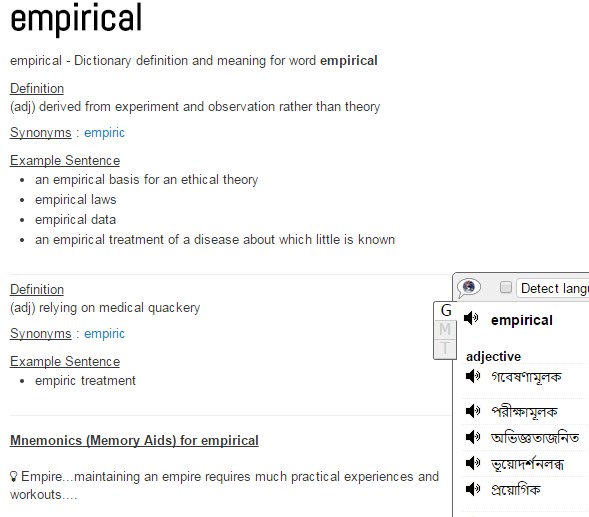 empirical
empirical - Dictionary definition and meaning for word empirical
Definition
(adj) derived from experiment and observation rather than theory
Synonyms : empiric
Example Sentence
an empirical basis for an ethical theory
empirical laws
empirical data
an empirical treatment of a disease about which little is known
Definition
(adj) relying on medical quackery
Synonyms : empiric
Example Sentence
empiric treatment
Mnemonics (Memory Aids) for empirical
Empire...maintaining an empire requires much practical experiences and
workouts....
Detect langu
G
M
T
empirical
adjective
গবেষণামূলক
পরীক্ষামূলক
অভিজ্ঞতাজনিত
ভূয়োদর্শনলব্ধ
প্রয়োগিক